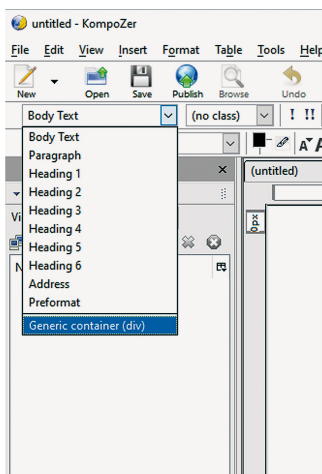 untitled - KompoZer
File Edit View Insert Format Table Tools Help
New Open Save Publish Browse Undo
Body Text (no class) ! !!
Body Text
Paragraph
Heading 1
Heading 2
Heading 3
Heading 4
Heading 5
Heading 6
Address
Preformat
Generic container (div)
(untitled)
0px